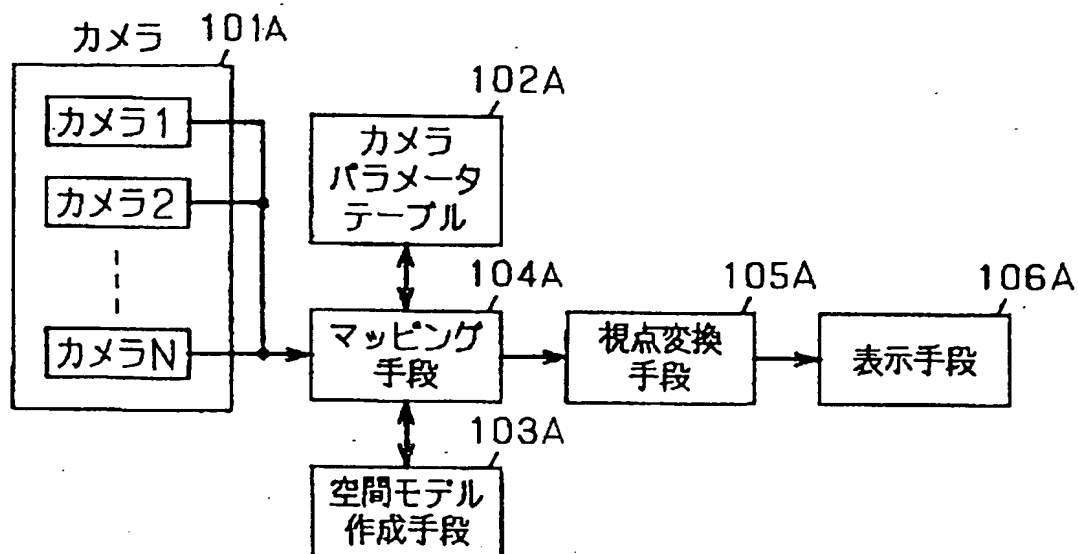 カメラ
101A
カメラ1
カメラ2
カメラN
102A
カメラ
パラメータ
テーブル
104A
マッピング
手段
103A
空間モデル
作成手段
105A
視点変換
手段
106A
表示手段